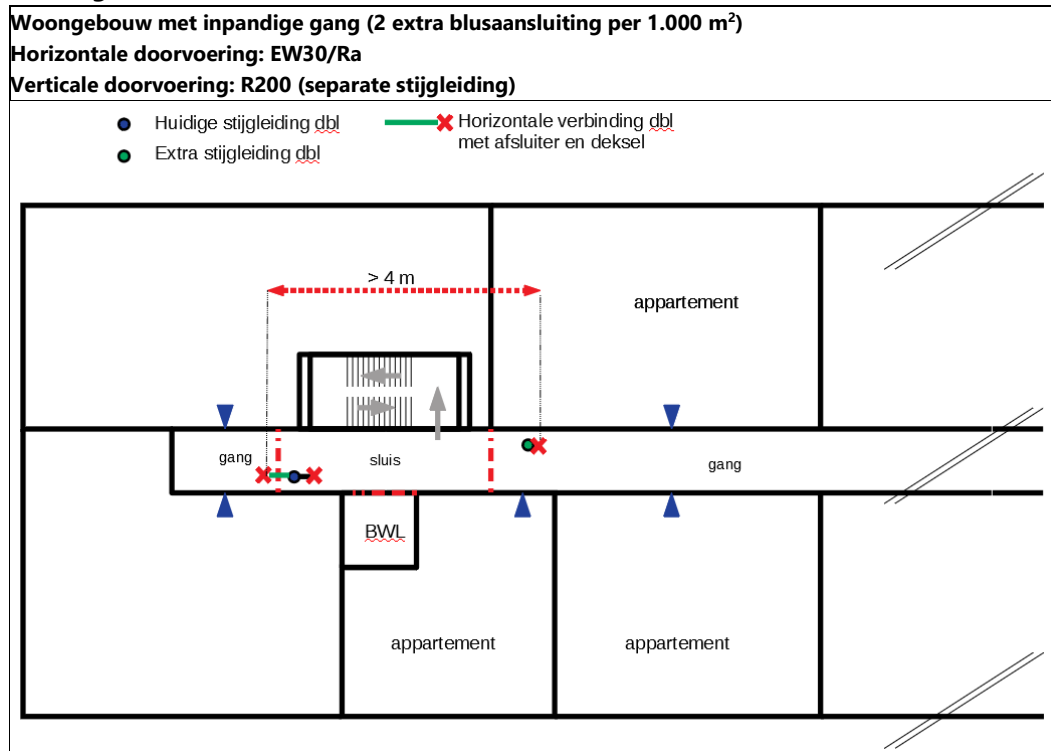 Woongebouw met inpandige gang (2 extra blusaansluiting per 1.000 m²)
Horizontale doorvoering: EW30/Ra
Verticale doorvoering: R200 (separate stijgleiding)
Huidige stijgleiding dbl
Extra stijgleiding dbl
Horizontale verbinding dbl
met afsluiter en deksel
> 4 m
appartement
gang
sluis
gang
BWL
appartement
appartement